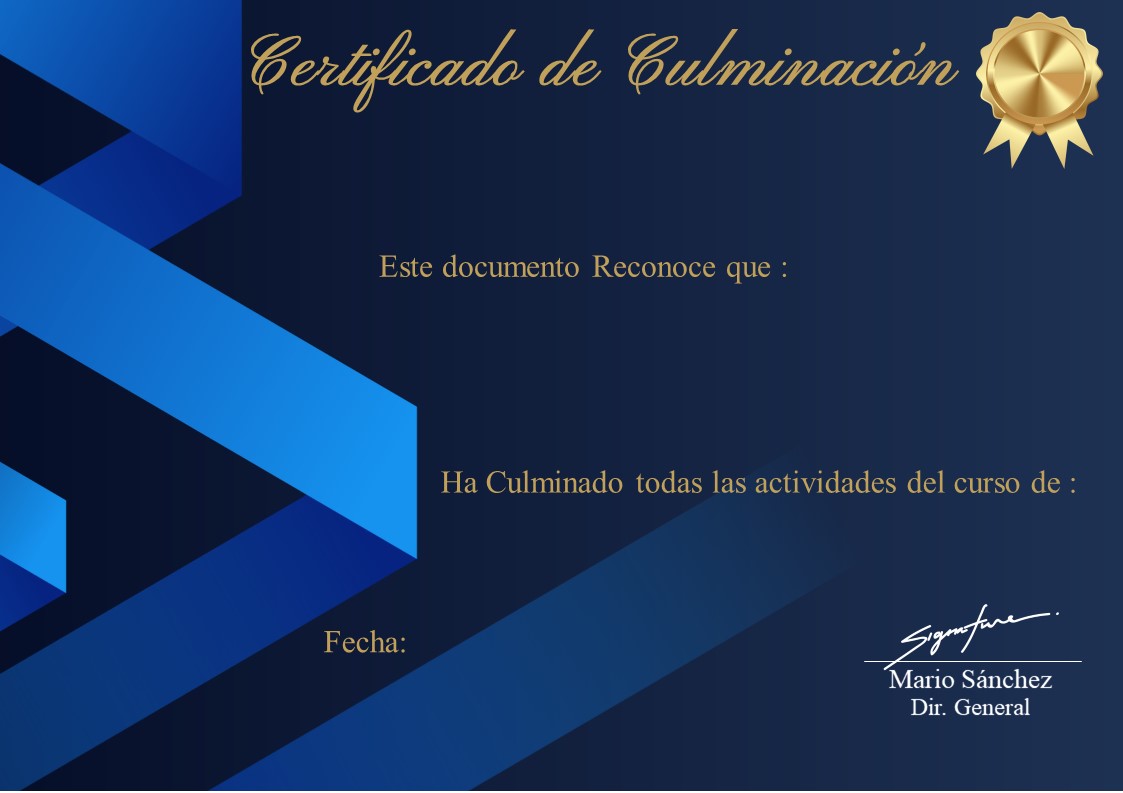 Certificado de Culminación
Este documento Reconoce que :
Ha Culminado todas las actividades del curso de :
Fecha:
Signature
Mario Sánchez
Dir. General